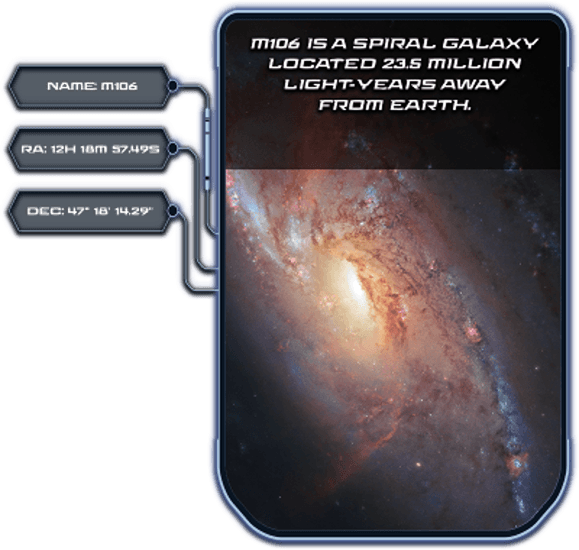 M106 IS A SPIRAL GALAXY
LOCATED 23.5 MILLION
LIGHT-YEARS AWAY
FROM EARTH.
NAME: M106
RA: 12H 18M 57.49S
DEC: 47° 18' 14.29"